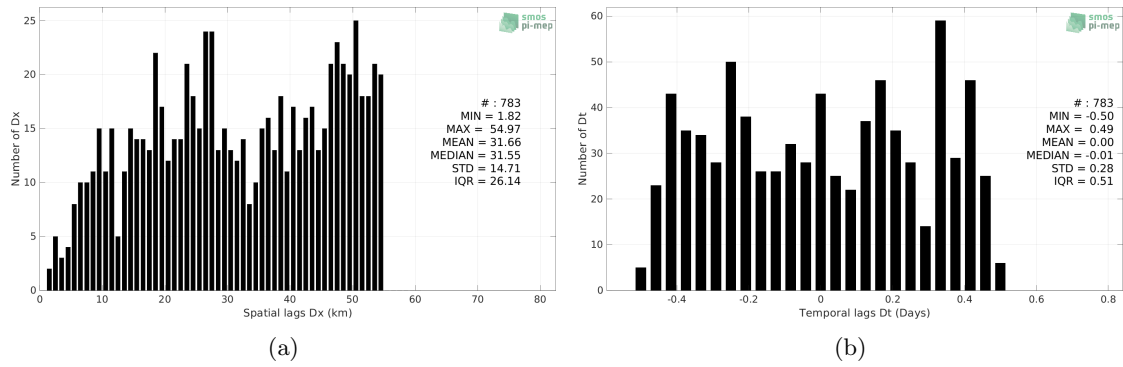 smos
pi-mep
25
20
15
10
5
0
Number of Dx
# : 783
MIN = 1.82
MAX = 54.97
MEAN = 31.66
MEDIAN = 31.55
STD = 14.71
IQR = 26.14
0 10 20 30 40 50 60 70 80
Spatial lags Dx (km)
(a)
smos
pi-mep
60
50
40
30
20
10
0
Number of Dt
# : 783
MIN = -0.50
MAX = 0.49
MEAN = 0.00
MEDIAN = -0.01
STD = 0.28
IQR = 0.51
-0.4 -0.2 0 0.2 0.4 0.6 0.8
Temporal lags Dt (Days)
(b)